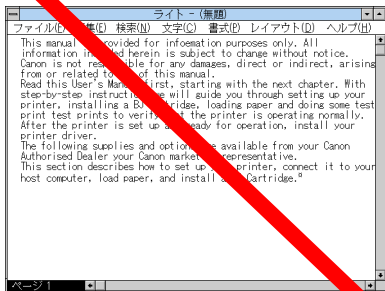 ライト - (無題)
ファイル(F) 集(E) 検索(N) 文字(C) 書式(P) レイアウト(D) ヘルプ(H)
This manual provided for infoemation purposes only. All
information herein is subject to change without notice.
Canon is not for any damages, direct or indirect, arising
from or related to of this manual.
Read this User's first, starting with the next chapter. With
step-by-step will guide you through setting up your
printer, installing a BJ loading paper and doing some test
print test prints to verify the printer is operating normally.
After the printer is set up for operation, install your
printer driver.
The following supplies and available from your Canon
Authorised Dealer your Canon market representative.
This section describes how to set up printer, connect it to your
host computer, load paper, and install Cartridge.
ページ 1